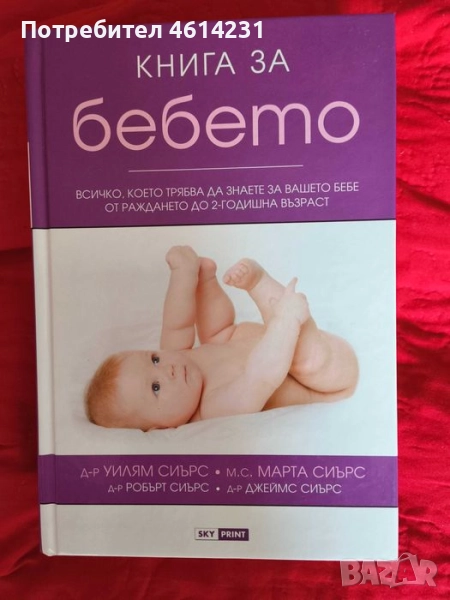 Потребител 4614231
КНИГА ЗА
бебето
ВСИЧКО, КОЕТО ТРЯБВА ДА ЗНАЕТЕ ЗА ВАШЕТО БЕБЕ
ОТ РАЖДАНЕТО ДО 2-ГОДИШНА ВЪЗРАСТ
Д-Р УИЛЯМ СИЪРС • М.С. МАРТА СИЪРС
Д-Р РОБЪРТ СИЪРС • Д-Р ДЖЕЙМС СИЪРС
SKY PRINT
BAZAR